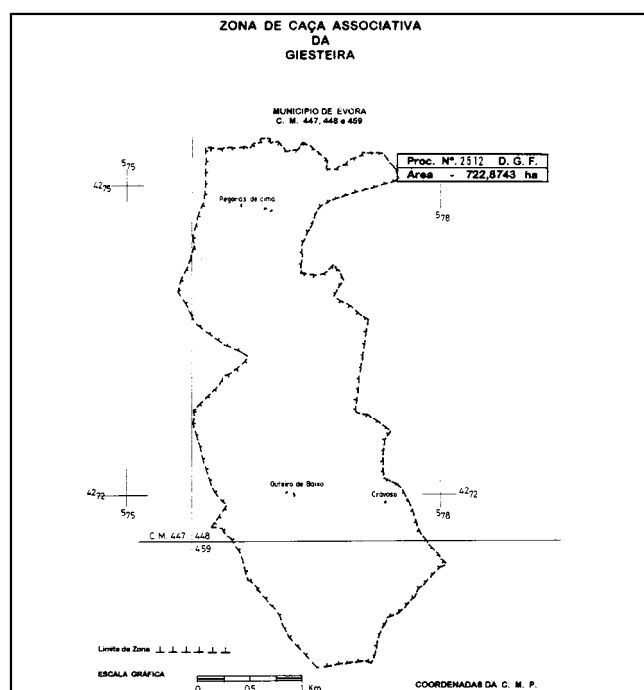 ZONA DE CAÇA ASSOCIATIVA
DA
GIESTEIRA
MUNICIPIO DE EVORA
C. M. 447, 448 e 459
Proc. Nº. 2512 D. G. F.
Area - 722,8743 ha
575
4275
578
Pegoras de cima
Outeiro de Baixo
Cravoso
4272
575
4272
578
C. M. 447 448
459
Limite da Zona
ESCALA GRÁFICA
0 0,5 1 Km
COORDENADAS DA C. M. P.